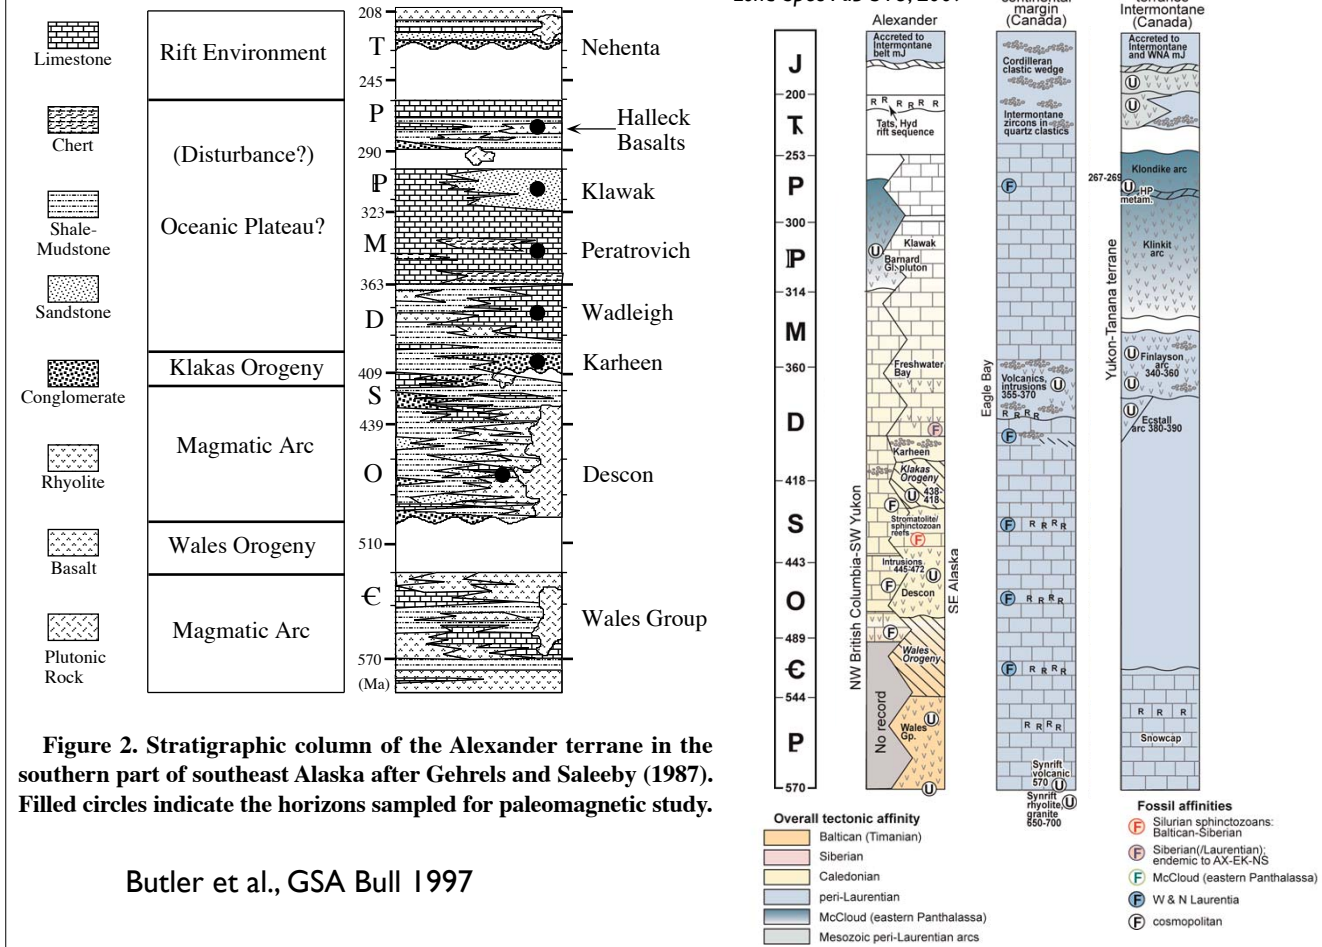 Limestone
Chert
Shale-
Mudstone
Sandstone
Conglomerate
Rhyolite
Basalt
Plutonic
Rock
Rift Environment
(Disturbance?)
Oceanic Plateau?
Klakas Orogeny
Magmatic Arc
Wales Orogeny
Magmatic Arc
208
T
245
P
290
ℙ
323
M
363
D
409
S
439
O
510
Є
570
(Ma)
Nehenta
Halleck
Basalts
Klawak
Peratrovich
Wadleigh
Karheen
Descon
Wales Group
Figure 2. Stratigraphic column of the Alexander terrane in the
southern part of southeast Alaska after Gehrels and Saleeby (1987).
Filled circles indicate the horizons sampled for paleomagnetic study.
Butler et al., GSA Bull 1997
J
200
Ꞇ
253
P
300
ℙ
314
M
360
D
418
S
443
O
489
Є
544
P
570
Alexander
NW British Columbia-SW Yukon
SE Alaska
Accreted to
Intermontane
belt mJ
R R R R R R
Tats, Hyd
rift sequence
Klawak
U
Barnard
Gl. pluton
Freshwater
Bay
F
Karheen
Klakas
Orogeny
U 438-
418
F
Stromatolite/
sphinctozoan
reefs
F
Intrusions
445-472
U
F
Descon
F
Wales
Orogeny
No record
U
Wales
Gp.
U
margin
(Canada)
Eagle Bay
Cordilleran
clastic wedge
Intermontane
zircons in
quartz clastics
F
Volcanics,
intrusions U
355-370
R R R R
F
F R R R R
F R R R R
F R R R R
R R R R
Synrift
volcanic
570 U
Synrift
rhyolite, U
granite
650-700
Intermontane
(Canada)
Yukon-Tanana terrane
Accreted to
Intermontane
and WNA mJ
U
U
Klondike arc
267-269
U HP
metam.
Klinkit
arc
U Finlayson
arc
340-360
U
U Ecstall
arc 380-390
R R R
Snowcap
Overall tectonic affinity
Baltican (Timanian)
Siberian
Caledonian
peri-Laurentian
McCloud (eastern Panthalassa)
Mesozoic peri-Laurentian arcs
Fossil affinities
F Silurian sphinctozoans:
Baltican-Siberian
F Siberian(/Laurentian);
endemic to AX-EK-NS
F McCloud (eastern Panthalassa)
F W & N Laurentia
F cosmopolitan